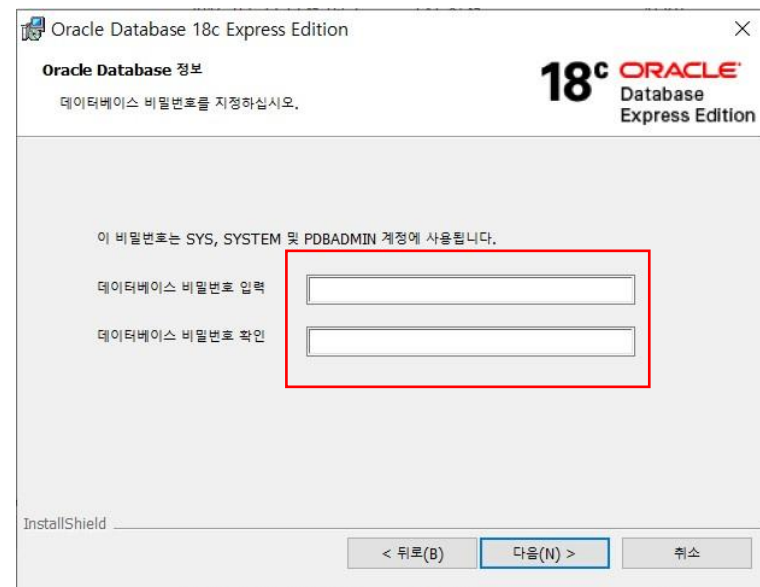 Oracle Database 18c Express Edition
Oracle Database 정보
데이터베이스 비밀번호를 지정하십시오.
18c ORACLE
Database
Express Edition
이 비밀번호는 SYS, SYSTEM 및 PDBADMIN 계정에 사용됩니다.
데이터베이스 비밀번호 입력
데이터베이스 비밀번호 확인
InstallShield
< 뒤로(B)
다음(N) >
취소